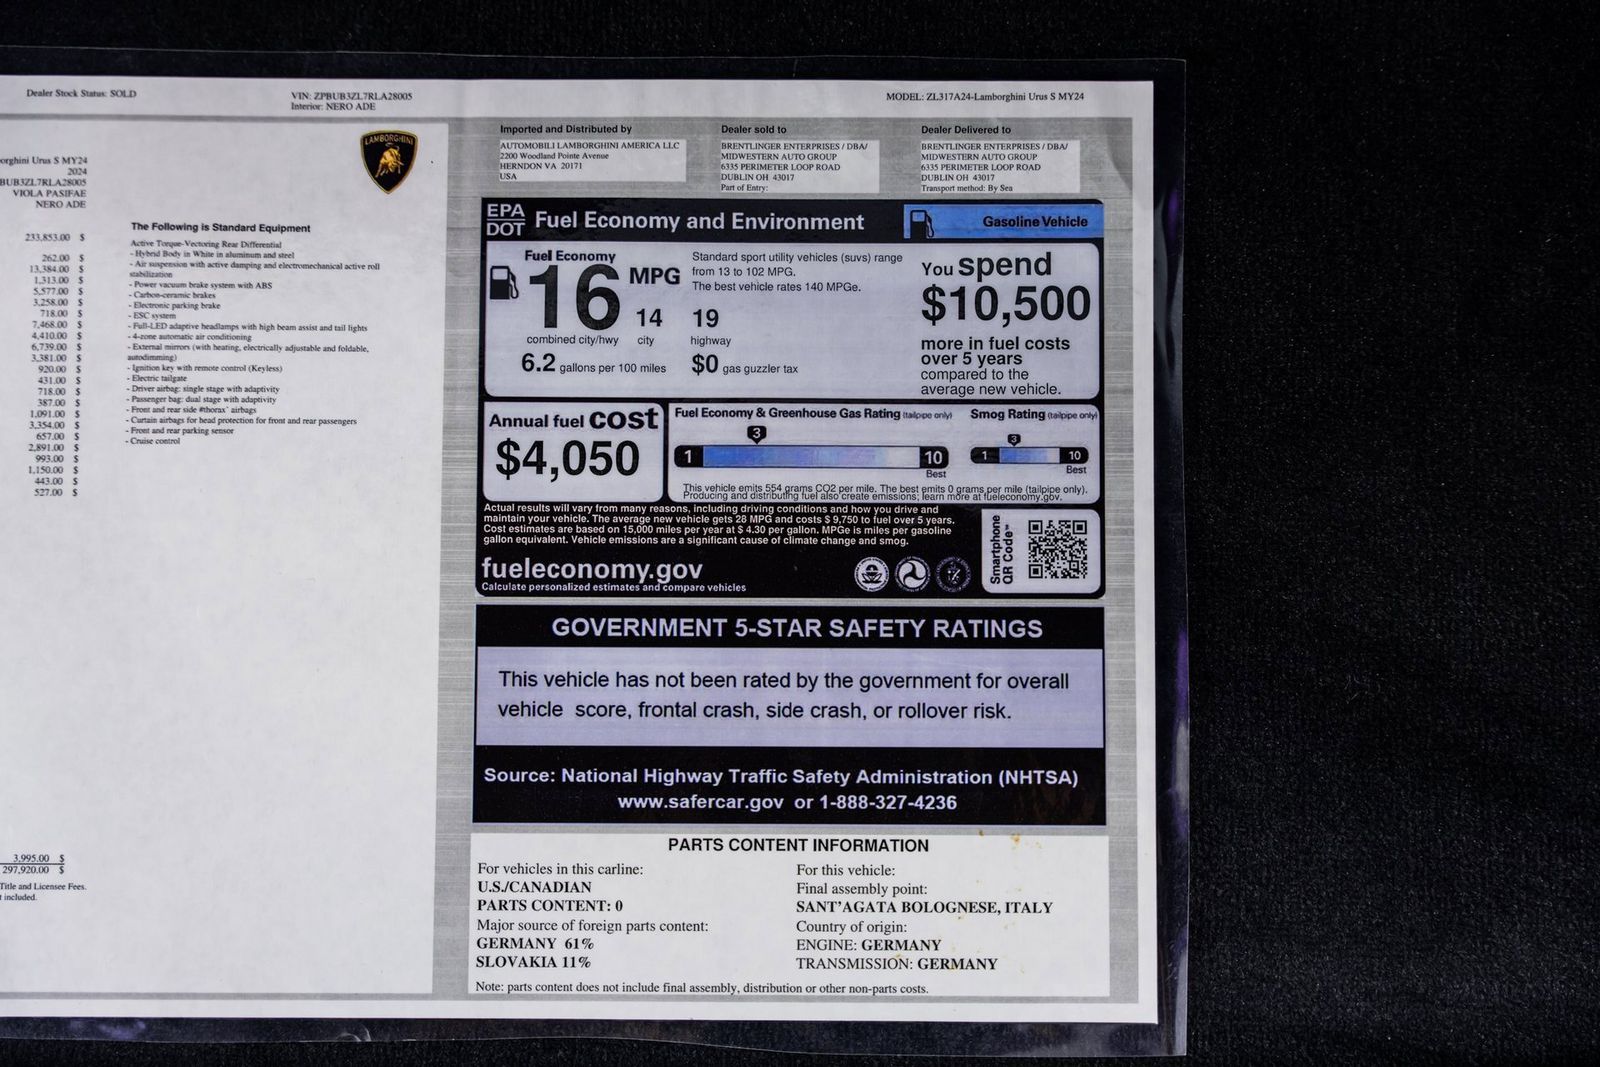 Dealer Stock Status: SOLD
VIN: ZPBUB3ZL7RLA28005
Interior: NERO ADE
MODEL: ZL317A24-Lamborghini Urus S MY24
orghini Urus S MY24
2024
BUB3ZL7RLA28005
VIOLA PASIFAE
NERO ADE
233,853.00 $
262.00 $
13,384.00 $
1,313.00 $
5,577.00 $
3,258.00 $
718.00 $
7,468.00 $
4,410.00 $
6,739.00 $
3,381.00 $
920.00 $
431.00 $
718.00 $
387.00 $
1,091.00 $
3,354.00 $
657.00 $
2,891.00 $
993.00 $
1,150.00 $
443.00 $
527.00 $
3,995.00 $
297,920.00 $
Title and Licensee Fees.
t included.
LAMBORGHINI
The Following is Standard Equipment
Active Torque-Vectoring Rear Differential
- Hybrid Body in White in aluminum and steel
- Air suspension with active damping and electromechanical active roll
stabilization
- Power vacuum brake system with ABS
- Carbon-ceramic brakes
- Electronic parking brake
- ESC system
- Full-LED adaptive headlamps with high beam assist and tail lights
- 4-zone automatic air conditioning
- External mirrors (with heating, electrically adjustable and foldable,
autodimming)
- Ignition key with remote control (Keyless)
- Electric tailgate
- Driver airbag: single stage with adaptivity
- Passenger bag: dual stage with adaptivity
- Front and rear side #thorax` airbags
- Curtain airbags for head protection for front and rear passengers
- Front and rear parking sensor
- Cruise control
Imported and Distributed by
AUTOMOBILI LAMBORGHINI AMERICA LLC
2200 Woodland Pointe Avenue
HERNDON VA 20171
USA
Dealer sold to
BRENTLINGER ENTERPRISES / DBA/
MIDWESTERN AUTO GROUP
6335 PERIMETER LOOP ROAD
DUBLIN OH 43017
Part of Entry:
Dealer Delivered to
BRENTLINGER ENTERPRISES / DBA/
MIDWESTERN AUTO GROUP
6335 PERIMETER LOOP ROAD
DUBLIN OH 43017
Transport method: By Sea
EPA
DOT
Fuel Economy and Environment
Gasoline Vehicle
Fuel Economy
16 MPG
combined city/hwy
14
city
19
highway
6.2 gallons per 100 miles
$0 gas guzzler tax
Standard sport utility vehicles (suvs) range
from 13 to 102 MPG.
The best vehicle rates 140 MPGe.
You spend
$10,500
more in fuel costs
over 5 years
compared to the
average new vehicle.
Annual fuel cost
$4,050
Fuel Economy & Greenhouse Gas Rating (tailpipe only)
3
1
10
Best
Smog Rating (tailpipe only)
3
1
10
Best
This vehicle emits 554 grams CO2 per mile. The best emits 0 grams per mile (tailpipe only).
Producing and distributing fuel also create emissions; learn more at fueleconomy.gov.
Actual results will vary from many reasons, including driving conditions and how you drive and
maintain your vehicle. The average new vehicle gets 28 MPG and costs $ 9,750 to fuel over 5 years.
Cost estimates are based on 15,000 miles per year at $ 4.30 per gallon. MPGe is miles per gasoline
gallon equivalent. Vehicle emissions are a significant cause of climate change and smog.
fueleconomy.gov
Calculate personalized estimates and compare vehicles
Smartphone
QR Code™
GOVERNMENT 5-STAR SAFETY RATINGS
This vehicle has not been rated by the government for overall
vehicle score, frontal crash, side crash, or rollover risk.
Source: National Highway Traffic Safety Administration (NHTSA)
www.safercar.gov or 1-888-327-4236
PARTS CONTENT INFORMATION
For vehicles in this carline:
U.S./CANADIAN
PARTS CONTENT: 0
Major source of foreign parts content:
GERMANY 61%
SLOVAKIA 11%
For this vehicle:
Final assembly point:
SANT'AGATA BOLOGNESE, ITALY
Country of origin:
ENGINE: GERMANY
TRANSMISSION: GERMANY
Note: parts content does not include final assembly, distribution or other non-parts costs.